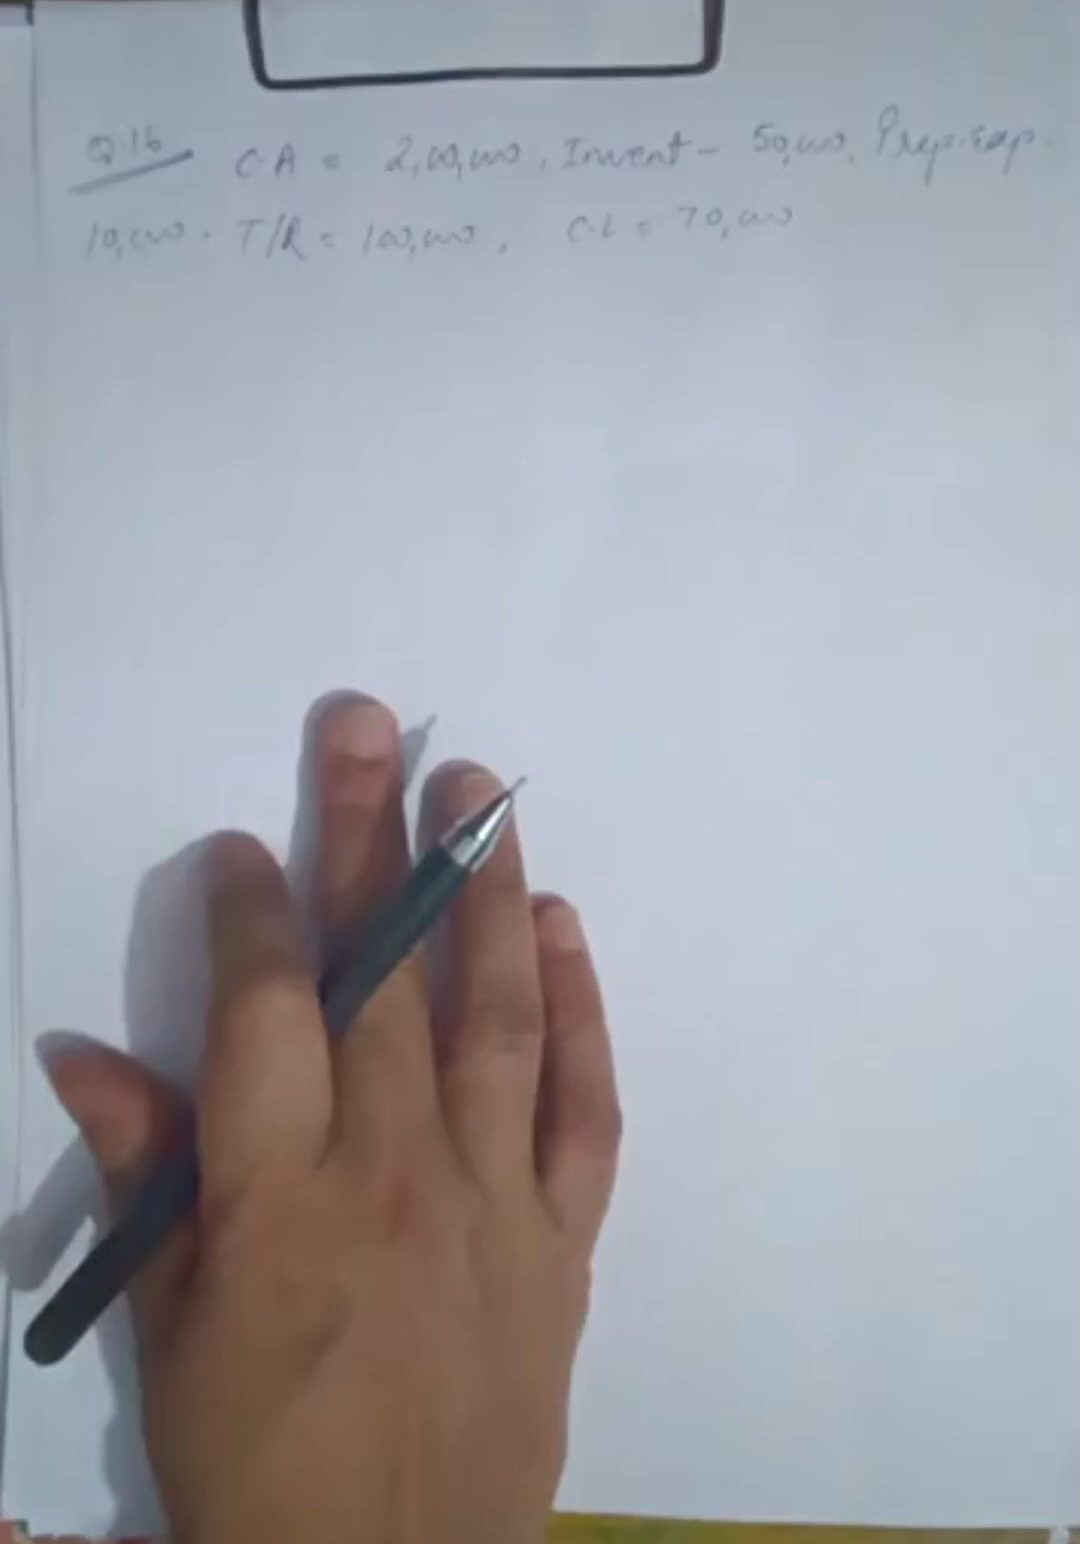 Q.16 C.A = 2,00,000, Invent - 50,000, Prep. Exp.
10,000. T/R = 100,000, C.L = 70,000